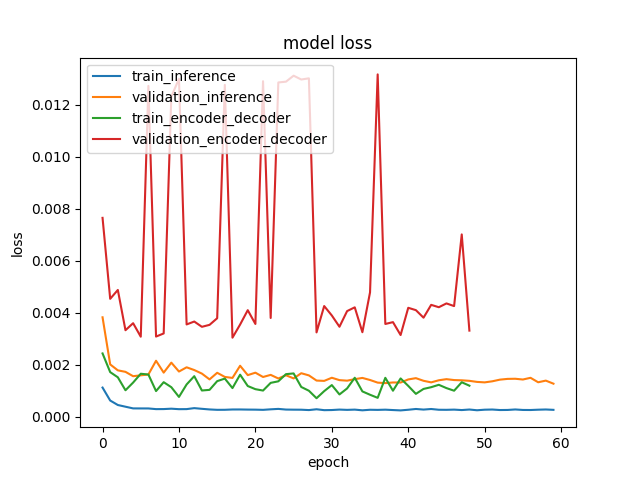 model loss
train_inference
validation_inference
train_encoder_decoder
validation_encoder_decoder
loss
0.012
0.010
0.008
0.006
0.004
0.002
0.000
0 10 20 30 40 50 60
epoch